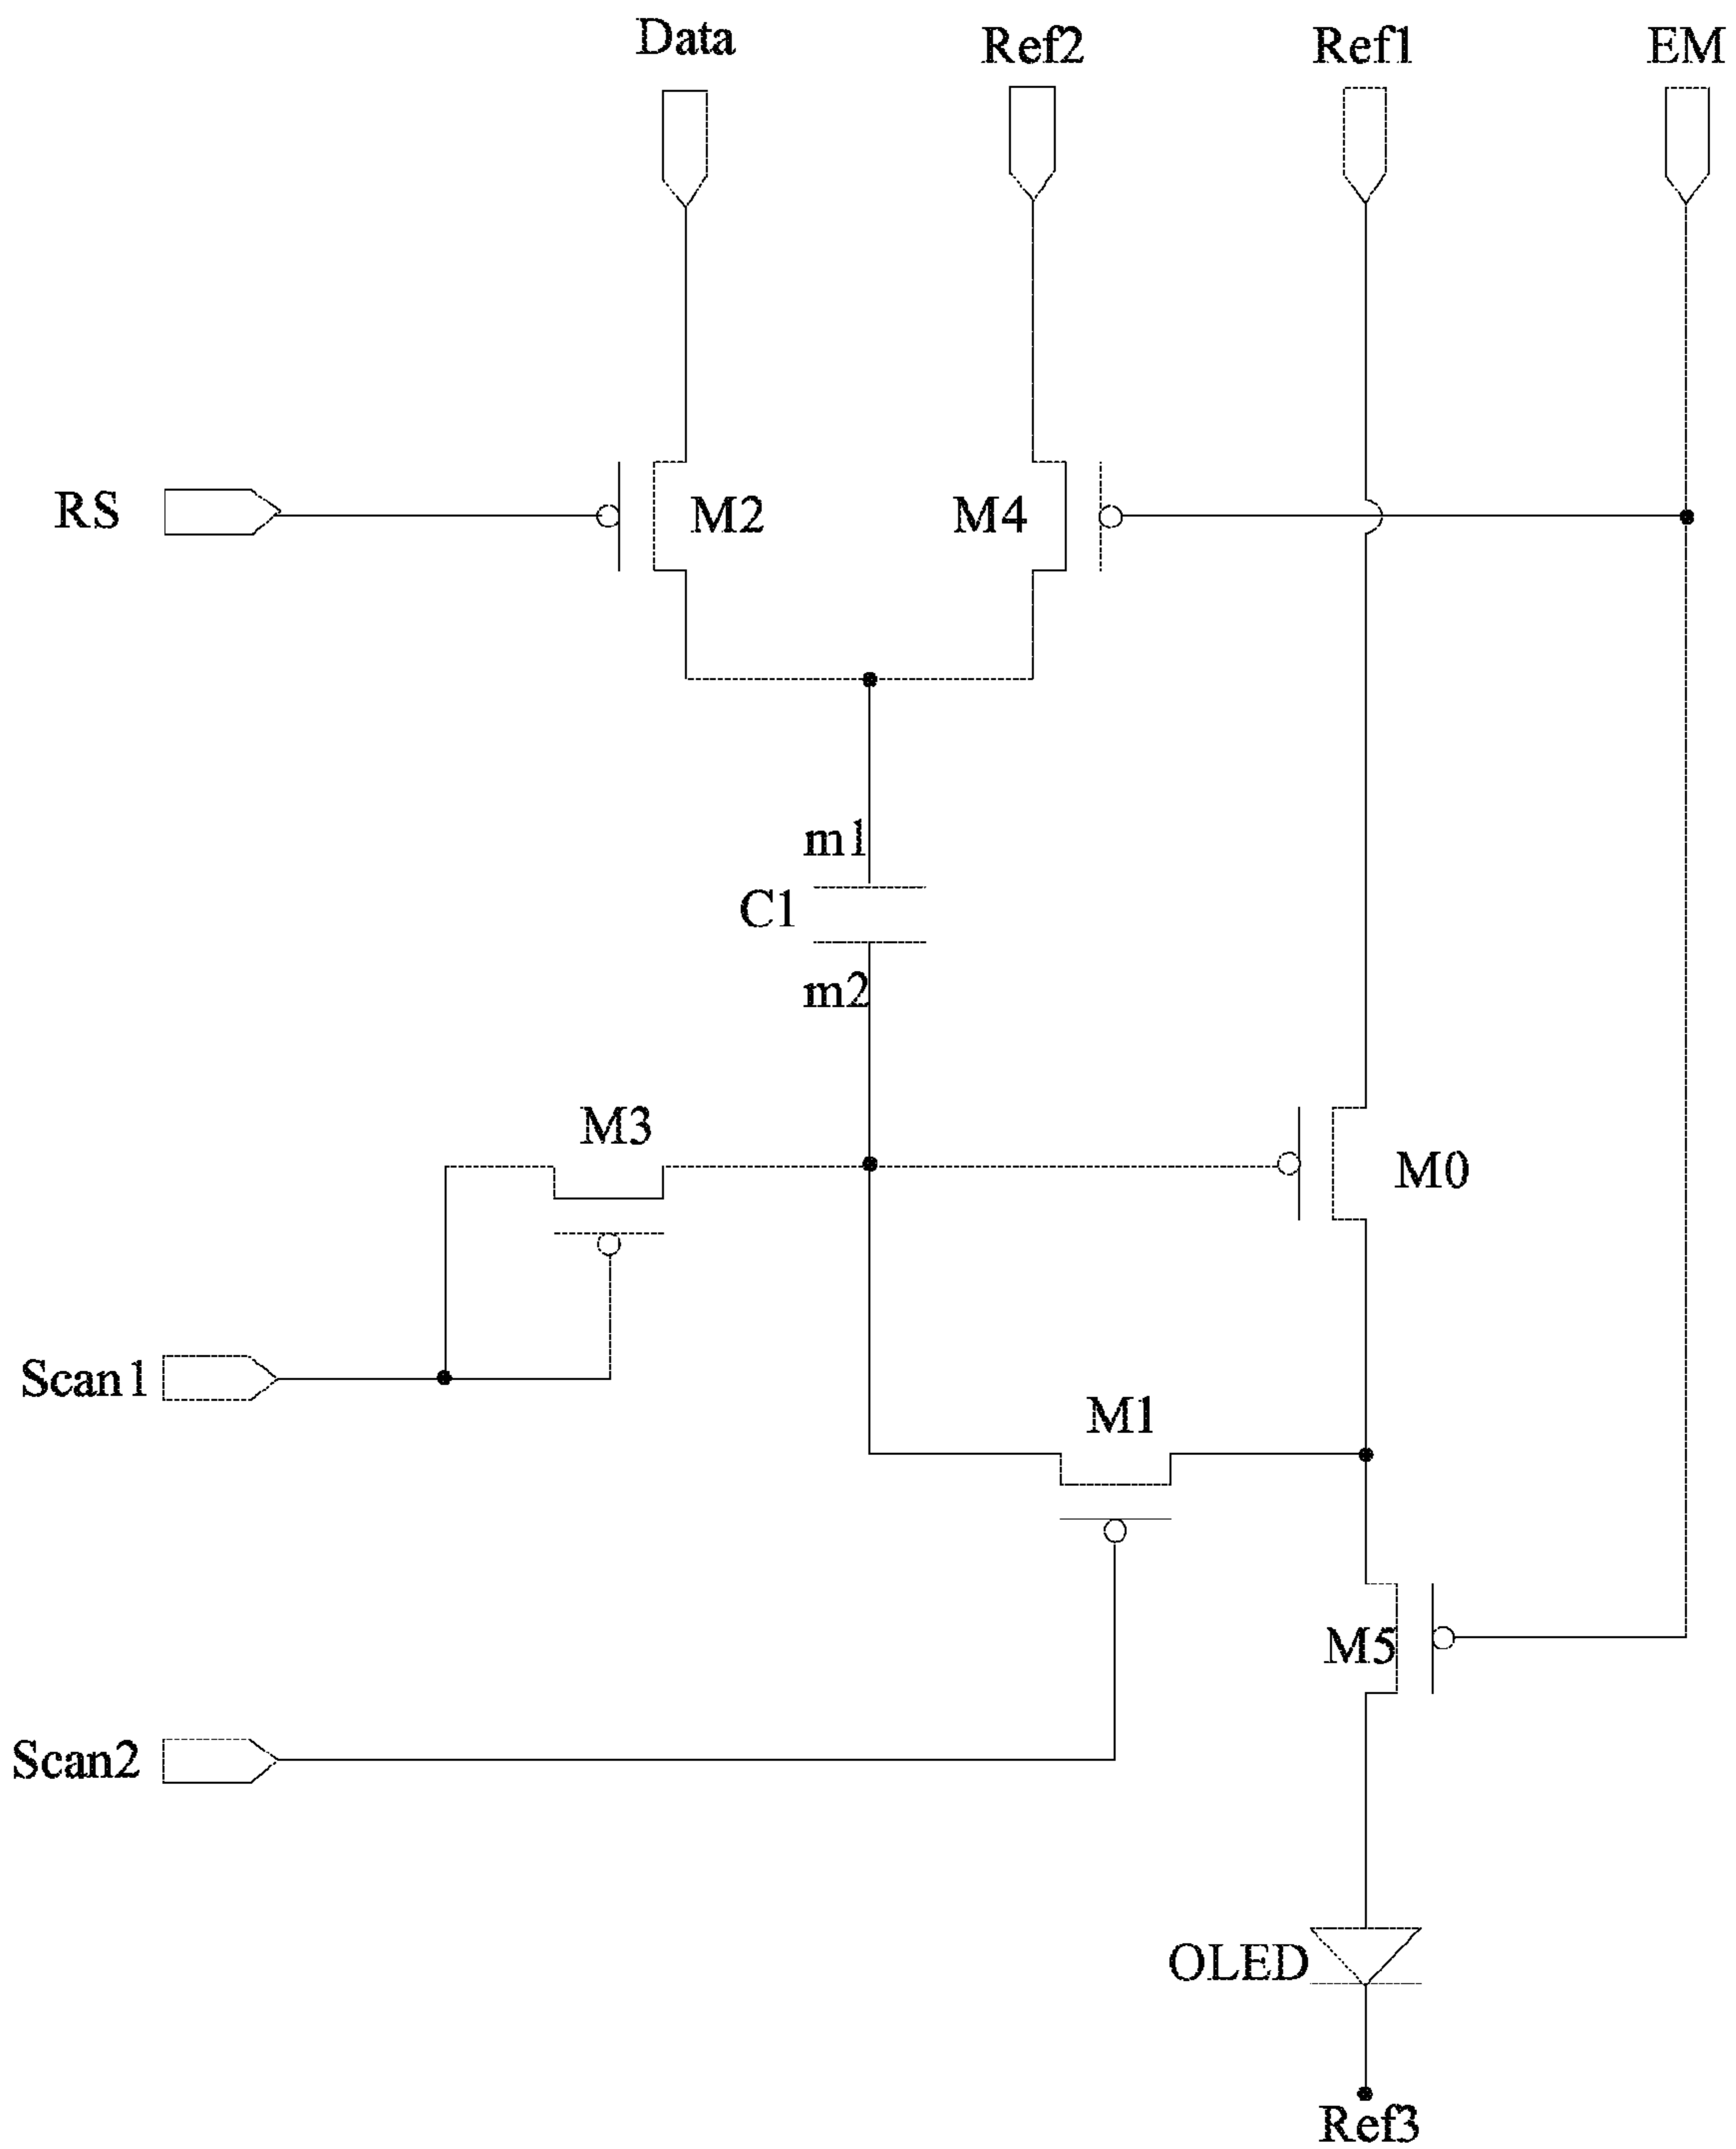 Data
Ref2
Ref1
EM
RS
M2
M4
m1
C1
m2
M3
M0
Scan1
M1
M5
Scan2
OLED
Ref3